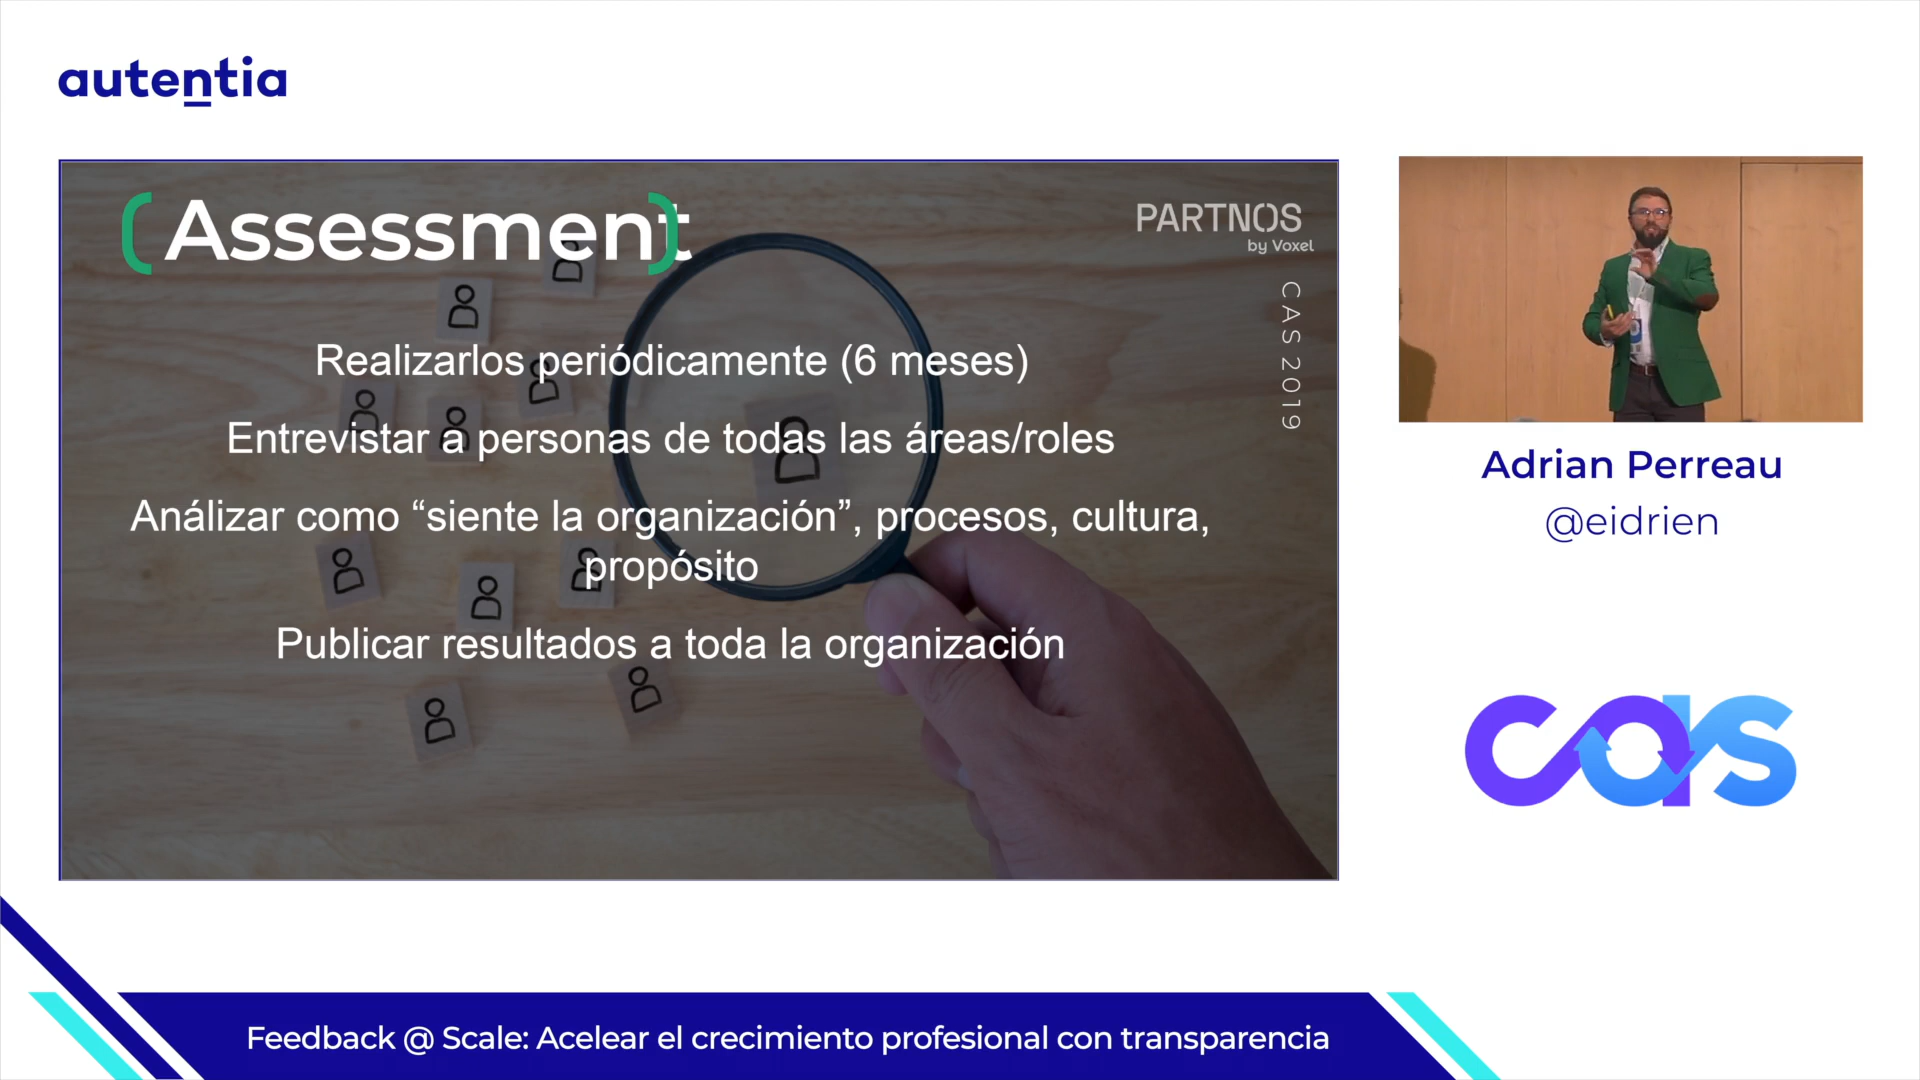 autentia
Assessment
PARTNOS
by Voxel
CAS 2019
Realizarlos periódicamente (6 meses)
Entrevistar a personas de todas las áreas/roles
Análizar como “siente la organización”, procesos, cultura,
propósito
Publicar resultados a toda la organización
Adrian Perreau
@eidrien
cas
Feedback @ Scale: Acelear el crecimiento profesional con transparencia